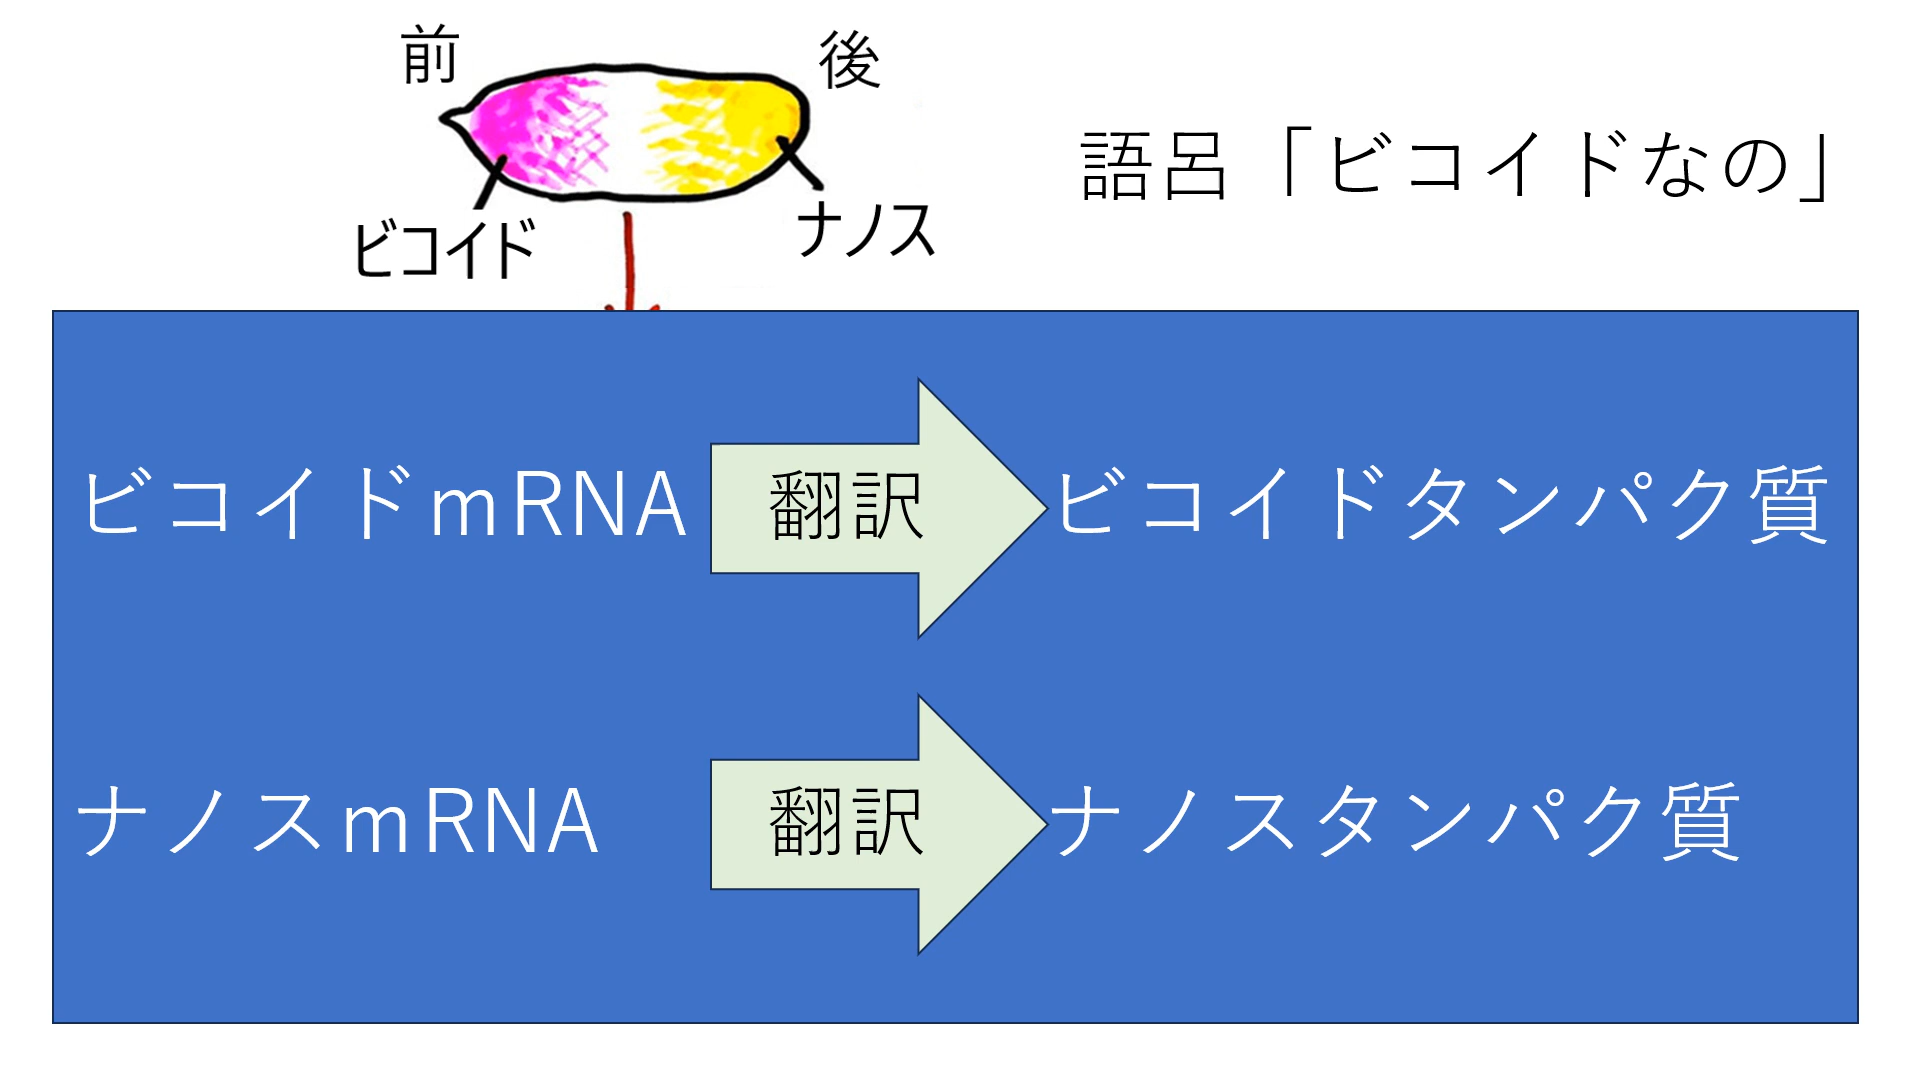 前
後
語呂「ビコイドなの」
ビコイド
ナノス
ビコイドｍRNA
翻訳
ビコイドタンパク質
ナノスｍRNA
翻訳
ナノスタンパク質